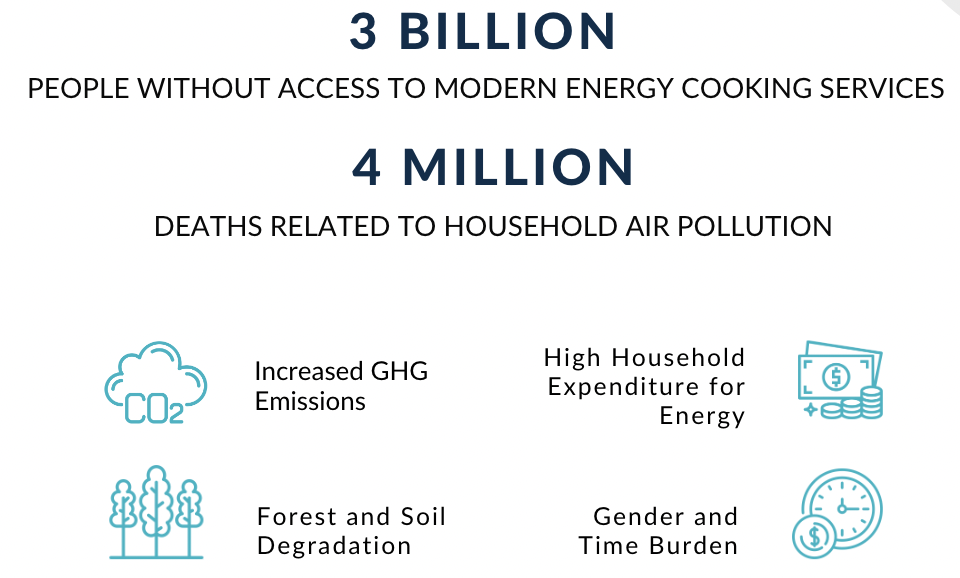 3 BILLION
PEOPLE WITHOUT ACCESS TO MODERN ENERGY COOKING SERVICES
4 MILLION
DEATHS RELATED TO HOUSEHOLD AIR POLLUTION
CO2
Increased GHG
Emissions
High Household
Expenditure for
Energy
$
Forest and Soil
Degradation
Gender and
Time Burden
$